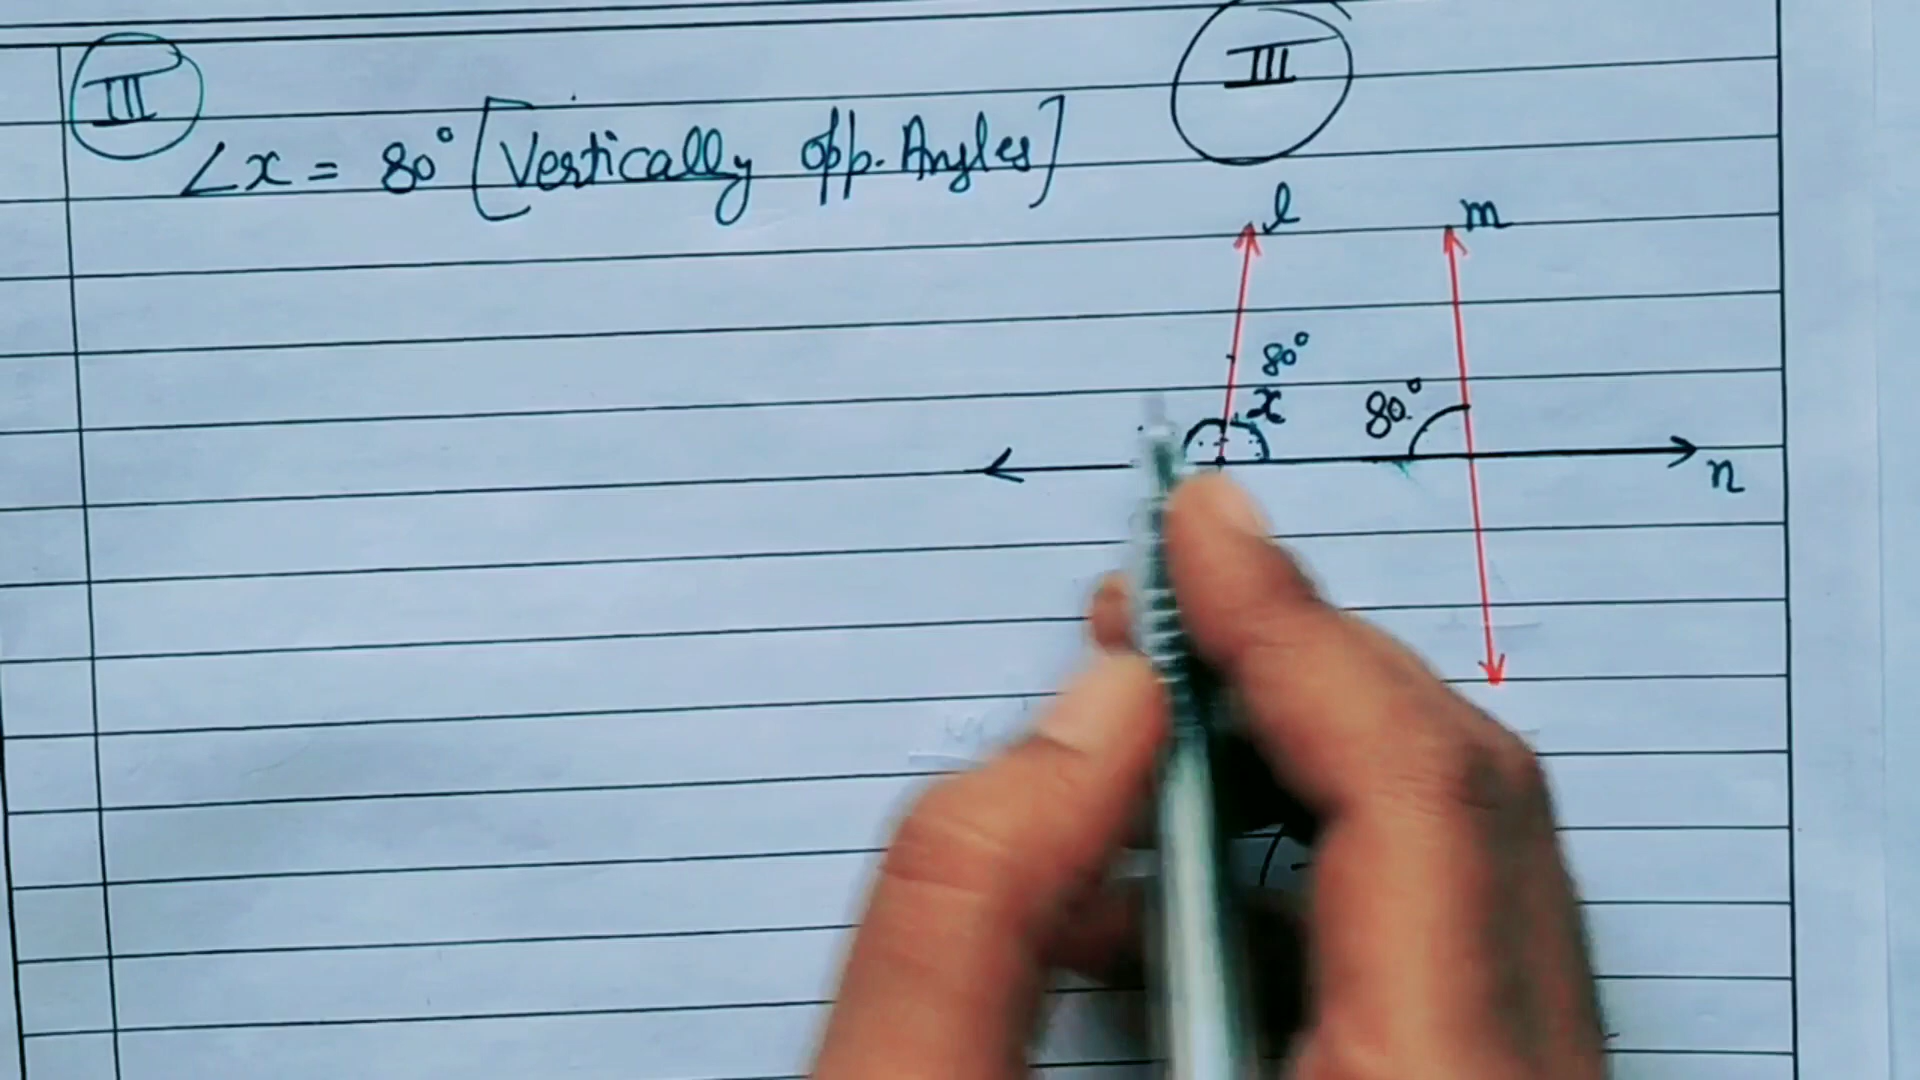 III
III
∠x = 80° [Vertically Opp. Angles]
l
m
80°
x
80°
n